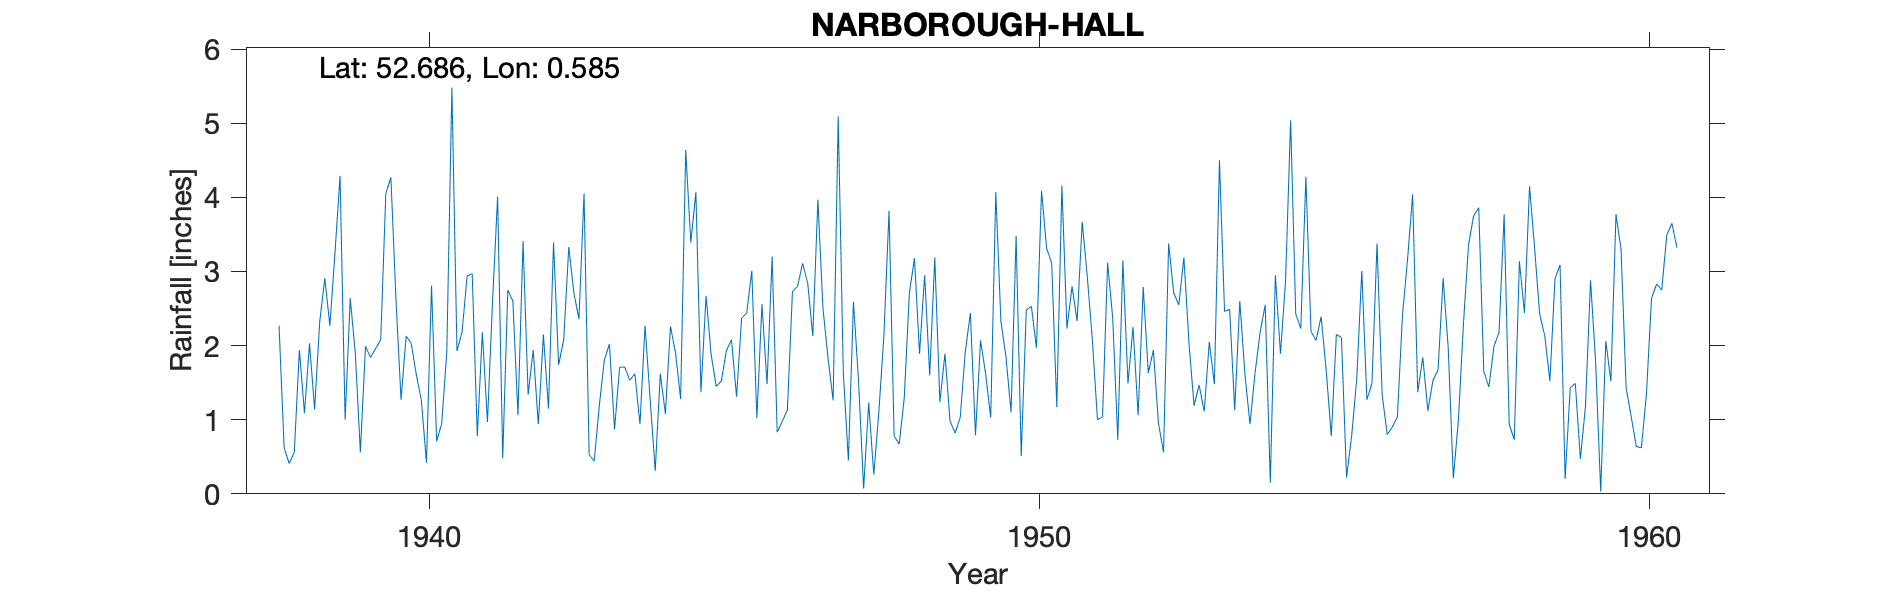 NARBOROUGH-HALL
Lat: 52.686, Lon: 0.585
6
5
4
3
2
1
0
Rainfall [inches]
1940
1950
1960
Year